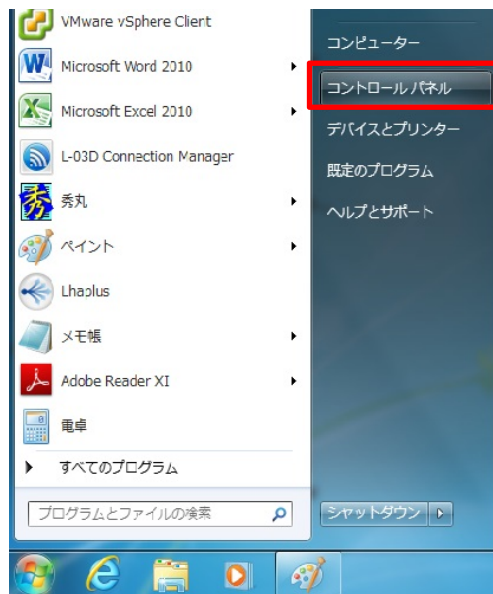 VMware vSphere Client
Microsoft Word 2010
Microsoft Excel 2010
L-03D Connection Manager
秀丸
ペイント
Lhaplus
メモ帳
Adobe Reader XI
電卓
すべてのプログラム
プログラムとファイルの検索
コンピューター
コントロール パネル
デバイスとプリンター
既定のプログラム
ヘルプとサポート
シャットダウン